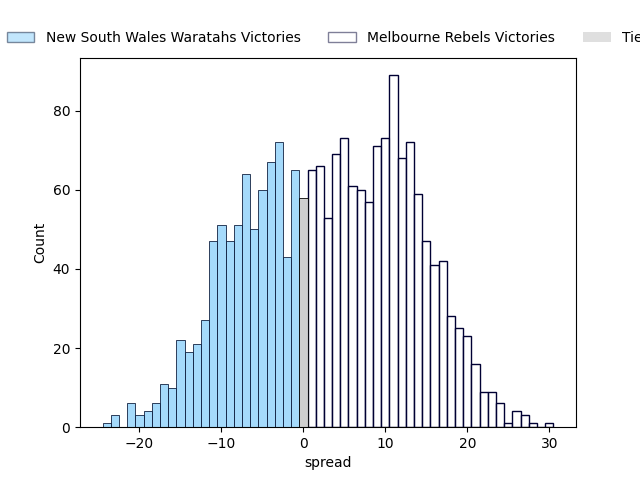 New South Wales Waratahs Victories Melbourne Rebels Victories Tie
80
60
40
20
0
Count
−20 −10 0 10 20 30
spread